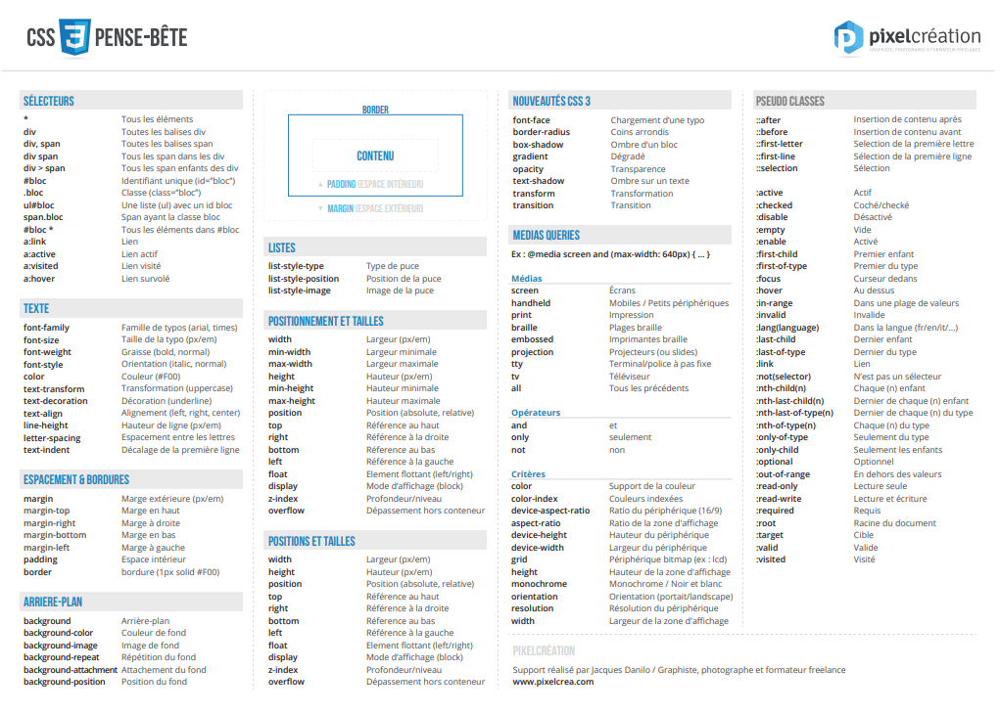 CSS 3 PENSE-BÊTE
pixelcréation
GRAPHISTE, PHOTOGRAPHE & FORMATEUR FREELANCE
SÉLECTEURS
* Tous les éléments
div Toutes les balises div
div, span Toutes les balises span
div span Tous les span dans les div
div > span Tous les span enfants des div
#bloc Identifiant unique (id="bloc")
.bloc Classe (class="bloc")
ul#bloc Une liste (ul) avec un id bloc
span.bloc Span ayant la classe bloc
#bloc * Tous les éléments dans #bloc
a:link Lien
a:active Lien actif
a:visited Lien visité
a:hover Lien survolé
TEXTE
font-family Famille de typos (arial, times)
font-size Taille de la typo (px/em)
font-weight Graisse (bold, normal)
font-style Orientation (italic, normal)
color Couleur (#F00)
text-transform Transformation (uppercase)
text-decoration Décoration (underline)
text-align Alignement (left, right, center)
line-height Hauteur de ligne (px/em)
letter-spacing Espacement entre les lettres
text-indent Décalage de la première ligne
ESPACEMENT & BORDURES
margin Marge extérieure (px/em)
margin-top Marge en haut
margin-right Marge à droite
margin-bottom Marge en bas
margin-left Marge à gauche
padding Espace intérieur
border bordure (1px solid #F00)
ARRIERE-PLAN
background Arrière-plan
background-color Couleur de fond
background-image Image de fond
background-repeat Répétition du fond
background-attachment Attachement du fond
background-position Position du fond
BORDER
CONTENU
▲ PADDING (ESPACE INTÉRIEUR)
▼ MARGIN (ESPACE EXTÉRIEUR)
LISTES
list-style-type Type de puce
list-style-position Position de la puce
list-style-image Image de la puce
POSITIONNEMENT ET TAILLES
width Largeur (px/em)
min-width Largeur minimale
max-width Largeur maximale
height Hauteur (px/em)
min-height Hauteur minimale
max-height Hauteur maximale
position Position (absolute, relative)
top Référence au haut
right Référence à la droite
bottom Référence au bas
left Référence à la gauche
float Element flottant (left/right)
display Mode d'affichage (block)
z-index Profondeur/niveau
overflow Dépassement hors conteneur
POSITIONS ET TAILLES
width Largeur (px/em)
height Hauteur (px/em)
position Position (absolute, relative)
top Référence au haut
right Référence à la droite
bottom Référence au bas
left Référence à la gauche
float Element flottant (left/right)
display Mode d'affichage (block)
z-index Profondeur/niveau
overflow Dépassement hors conteneur
NOUVEAUTÉS CSS 3
font-face Chargement d'une typo
border-radius Coins arrondis
box-shadow Ombre d'un bloc
gradient Dégradé
opacity Transparence
text-shadow Ombre sur un texte
transform Transformation
transition Transition
MEDIAS QUERIES
Ex : @media screen and (max-width: 640px) { ... }
Médias
screen Écrans
handheld Mobiles / Petits périphériques
print Impression
braille Plages braille
embossed Imprimantes braille
projection Projecteurs (ou slides)
tty Terminal/police à pas fixe
tv Téléviseur
all Tous les précédents
Opérateurs
and et
only seulement
not non
Critères
color Support de la couleur
color-index Couleurs indexées
device-aspect-ratio Ratio du périphérique (16/9)
aspect-ratio Ratio de la zone d'affichage
device-height Hauteur du périphérique
device-width Largeur du périphérique
grid Périphérique bitmap (ex : lcd)
height Hauteur de la zone d'affichage
monochrome Monochrome / Noir et blanc
orientation Orientation (portait/landscape)
resolution Résolution du périphérique
width Largeur de la zone d'affichage
PSEUDO CLASSES
::after Insertion de contenu après
::before Insertion de contenu avant
::first-letter Selection de la première lettre
::first-line Sélection de la première ligne
::selection Sélection
:active Actif
:checked Coché/checké
:disable Désactivé
:empty Vide
:enable Activé
:first-child Premier enfant
:first-of-type Premier du type
:focus Curseur dedans
:hover Au dessus
:in-range Dans une plage de valeurs
:invalid Invalide
:lang(language) Dans la langue (fr/en/it/...)
:last-child Dernier enfant
:last-of-type Dernier du type
:link Lien
:not(selector) N'est pas un sélecteur
:nth-child(n) Chaque (n) enfant
:nth-last-child(n) Dernier de chaque (n) enfant
:nth-last-of-type(n) Dernier de chaque (n) du type
:nth-of-type(n) Chaque (n) du type
:only-of-type Seulement du type
:only-child Seulement les enfants
:optional Optionnel
:out-of-range En dehors des valeurs
:read-only Lecture seule
:read-write Lecture et écriture
:required Requis
:root Racine du document
:target Cible
:valid Valide
:visited Visité
PIXELCRÉATION
Support réalisé par Jacques Danilo / Graphiste, photographe et formateur freelance
www.pixelcrea.com